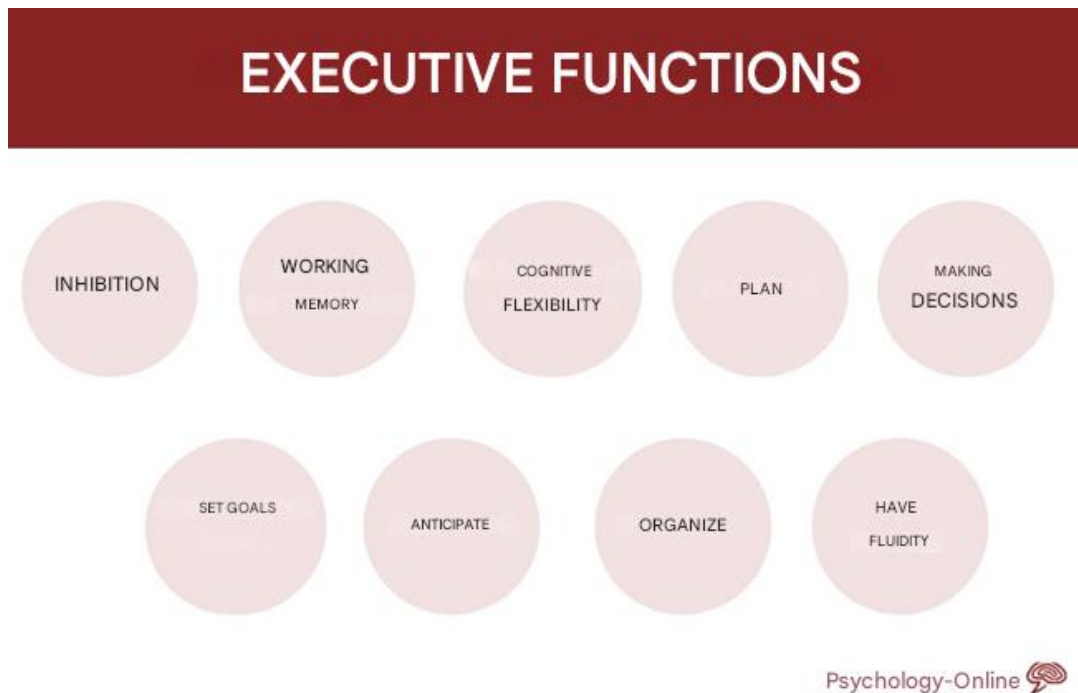 EXECUTIVE FUNCTIONS
INHIBITION
WORKING
MEMORY
COGNITIVE
FLEXIBILITY
PLAN
MAKING
DECISIONS
SET GOALS
ANTICIPATE
ORGANIZE
HAVE
FLUIDITY
Psychology-Online